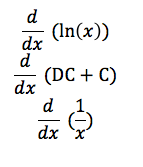 d/dx (ln(x))
d/dx (DC + C)
d/dx (1/x)